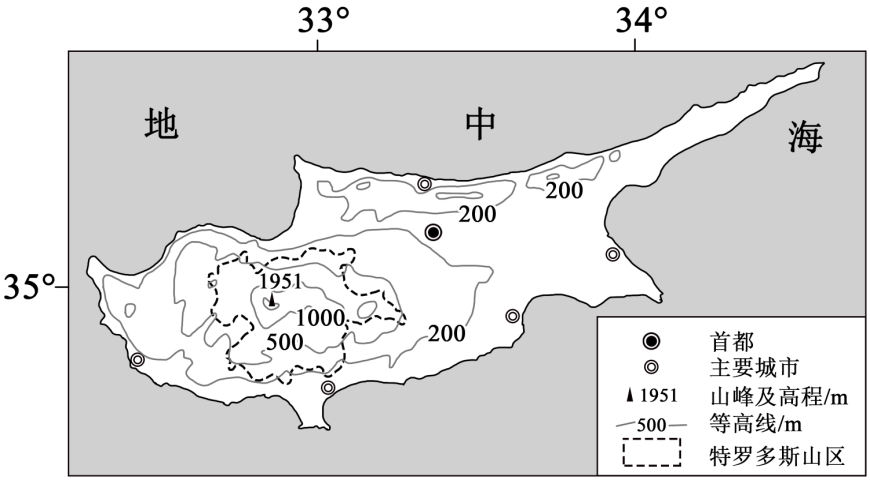 33° 34°
地 中 海
200
200
35°
1951
1000
500
200
首都
主要城市
1951 山峰及高程/m
500 等高线/m
特罗多斯山区